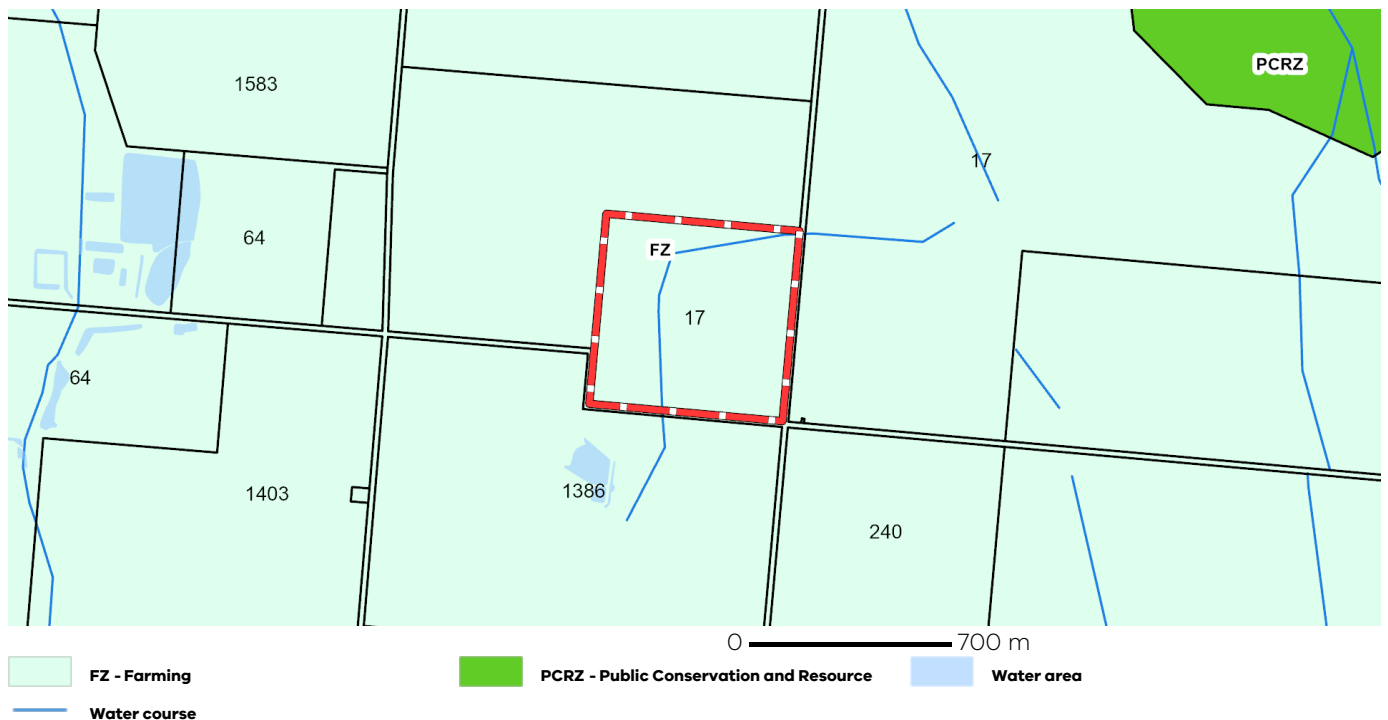 PCRZ
1583
17
64
FZ
17
64
1403
1386
240
0 700 m
FZ - Farming
PCRZ - Public Conservation and Resource
Water area
Water course